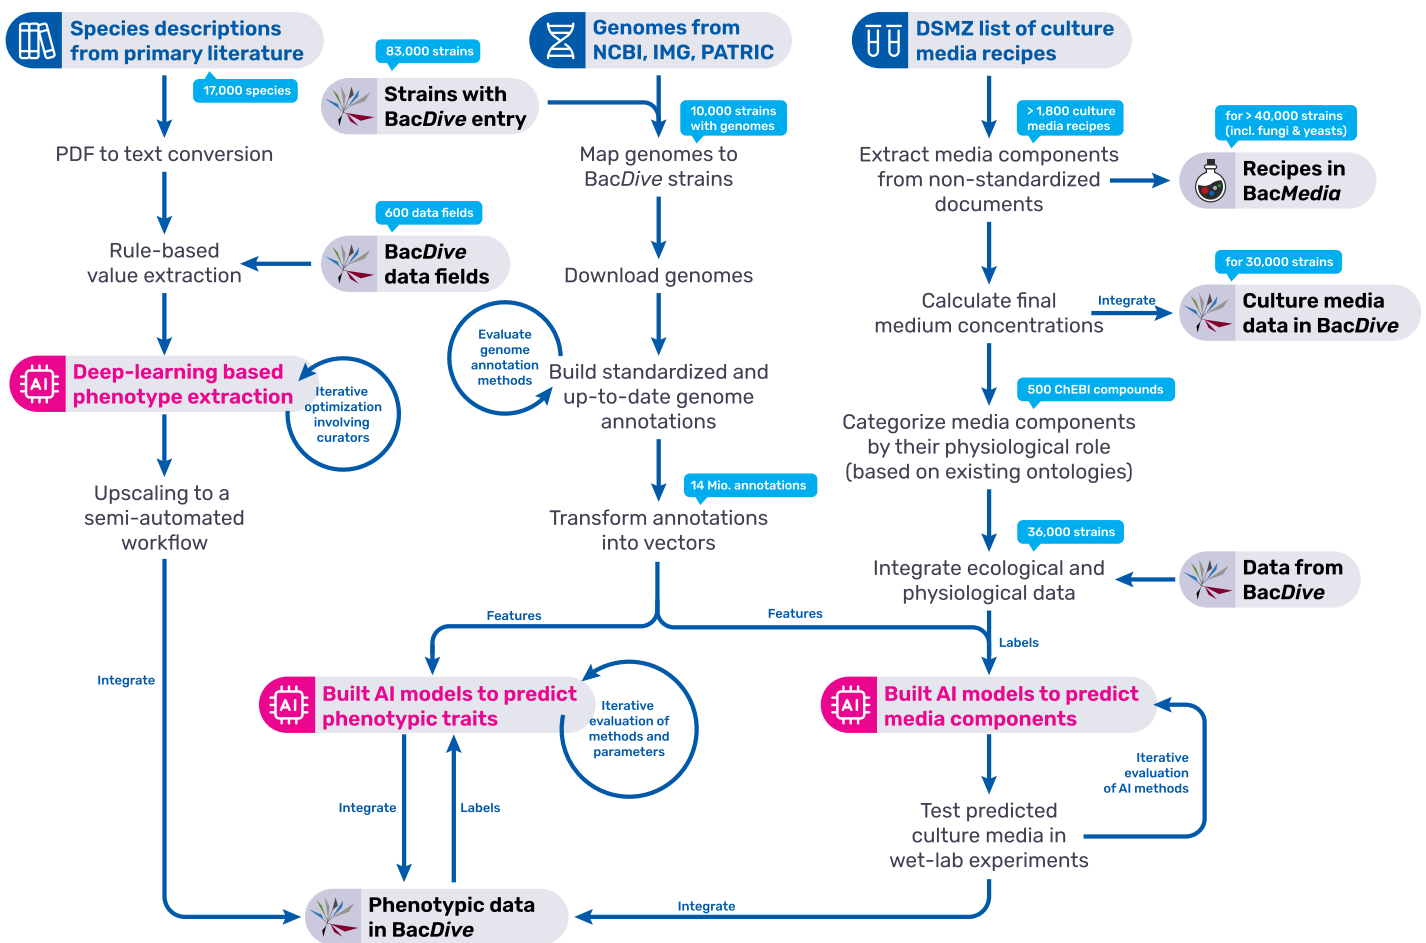 Species descriptions
from primary literature
17,000 species
PDF to text conversion
Rule-based
value extraction
600 data fields
BacDive
data fields
AI
Deep-learning based
phenotype extraction
Iterative
optimization
involving
curators
Upscaling to a
semi-automated
workflow
Integrate
83,000 strains
Strains with
BacDive entry
Genomes from
NCBI, IMG, PATRIC
10,000 strains
with genomes
Map genomes to
BacDive strains
Download genomes
Evaluate
genome
annotation
methods
Build standardized and
up-to-date genome
annotations
14 Mio. annotations
Transform annotations
into vectors
Features
Features
AI
Built AI models to predict
phenotypic traits
Iterative
evaluation of
methods and
parameters
Integrate
Labels
Phenotypic data
in BacDive
DSMZ list of culture
media recipes
> 1,800 culture
media recipes
Extract media components
from non-standardized
documents
for > 40,000 strains
(incl. fungi & yeasts)
Recipes in
BacMedia
Calculate final
medium concentrations
Integrate
for 30,000 strains
Culture media
data in BacDive
500 ChEBI compounds
Categorize media components
by their physiological role
(based on existing ontologies)
36,000 strains
Integrate ecological and
physiological data
Data from
BacDive
Labels
AI
Built AI models to predict
media components
Iterative
evaluation
of AI methods
Test predicted
culture media in
wet-lab experiments
Integrate